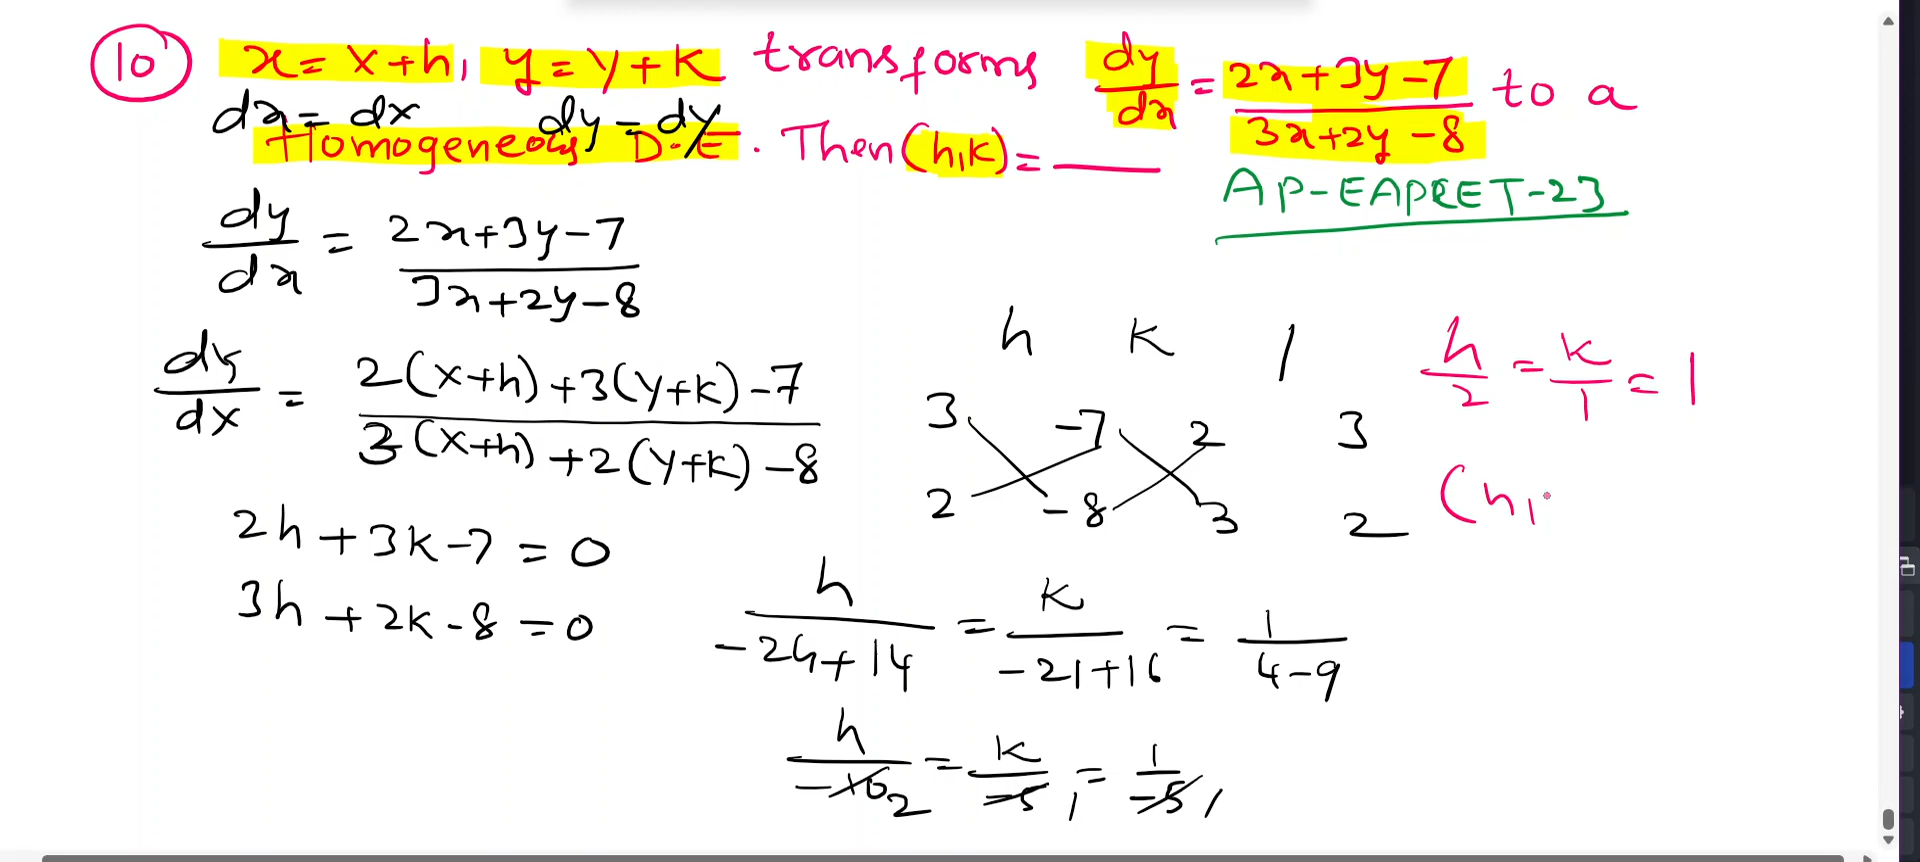 10 x = X+h, y = Y+K transforms dy/dx = 2x+3y-7/3x+2y-8 to a
dx = dX dy = dY
Homogeneous D.E. Then (h,k) = ____
AP-EAPCET-23
dy/dx = 2x+3y-7/3x+2y-8
dy/dx = 2(x+h)+3(y+k)-7/3(x+h)+2(y+k)-8
2h+3k-7=0
3h+2k-8=0
h k 1
3 -7 2 3
2 -8 3 2
h/-24+14 = k/-21+16 = 1/4-9
h/-10 2 = k/-5 1 = 1/-5 1
h/2 = k/1 = 1
(h,